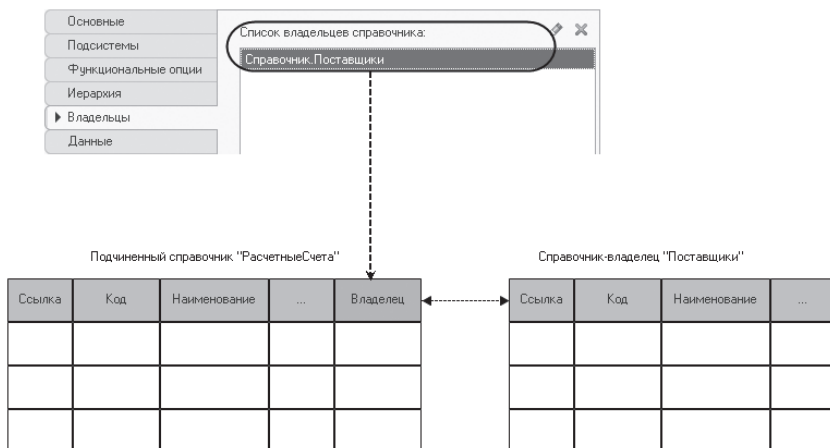 Основные
Подсистемы
Функциональные опции
Иерархия
Владельцы
Данные
Список владельцев справочника:
Справочник.Поставщики
Подчиненный справочник "РасчетныеСчета"
Ссылка Код Наименование ... Владелец
Справочник-владелец "Поставщики"
Ссылка Код Наименование ...